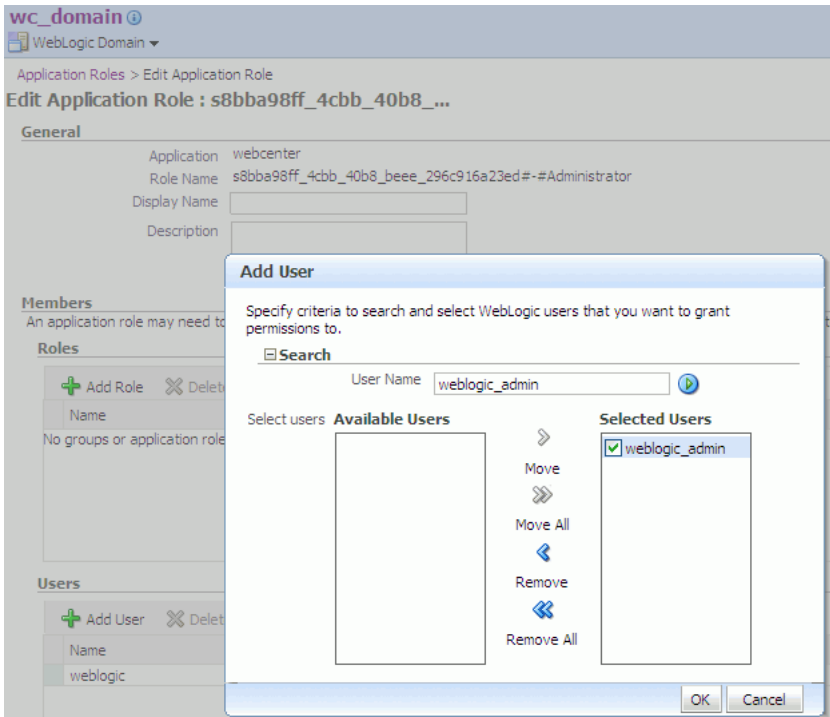 wc_domain
WebLogic Domain
Application Roles > Edit Application Role
Edit Application Role : s8bba98ff_4cbb_40b8_...
General
Application webcenter
Role Name s8bba98ff_4cbb_40b8_beee_296c916a23ed#-#Administrator
Display Name
Description
Members
An application role may need to
Roles
Add Role Delet
Name
No groups or application role
Users
Add User Delet
Name
weblogic
Add User
Specify criteria to search and select WebLogic users that you want to grant
permissions to.
Search
User Name weblogic_admin
Select users Available Users Selected Users
weblogic_admin
Move
Move All
Remove
Remove All
OK Cancel